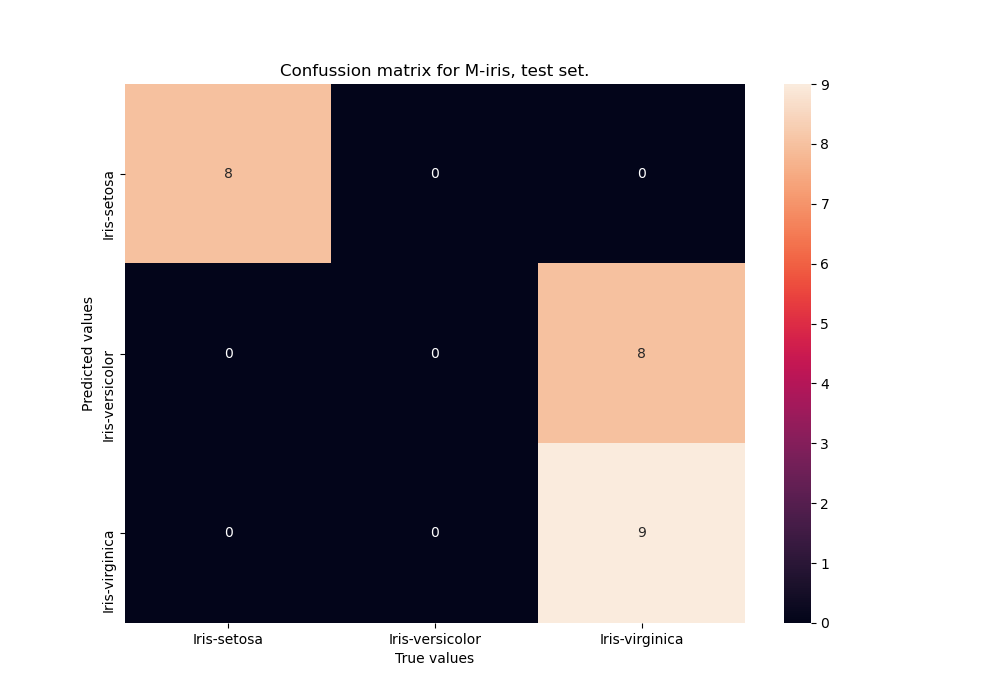 Confussion matrix for M-iris, test set.
Predicted values
Iris-setosa
8 0 0
Iris-versicolor
0 0 8
Iris-virginica
0 0 9
Iris-setosa Iris-versicolor Iris-virginica
True values
9
8
7
6
5
4
3
2
1
0